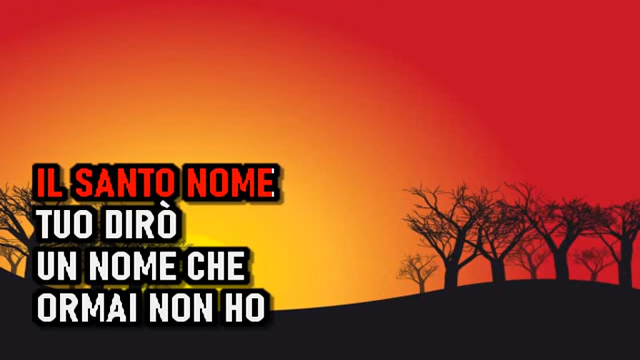 IL SANTO NOME
TUO DIRÒ
UN NOME CHE
ORMAI NON HO